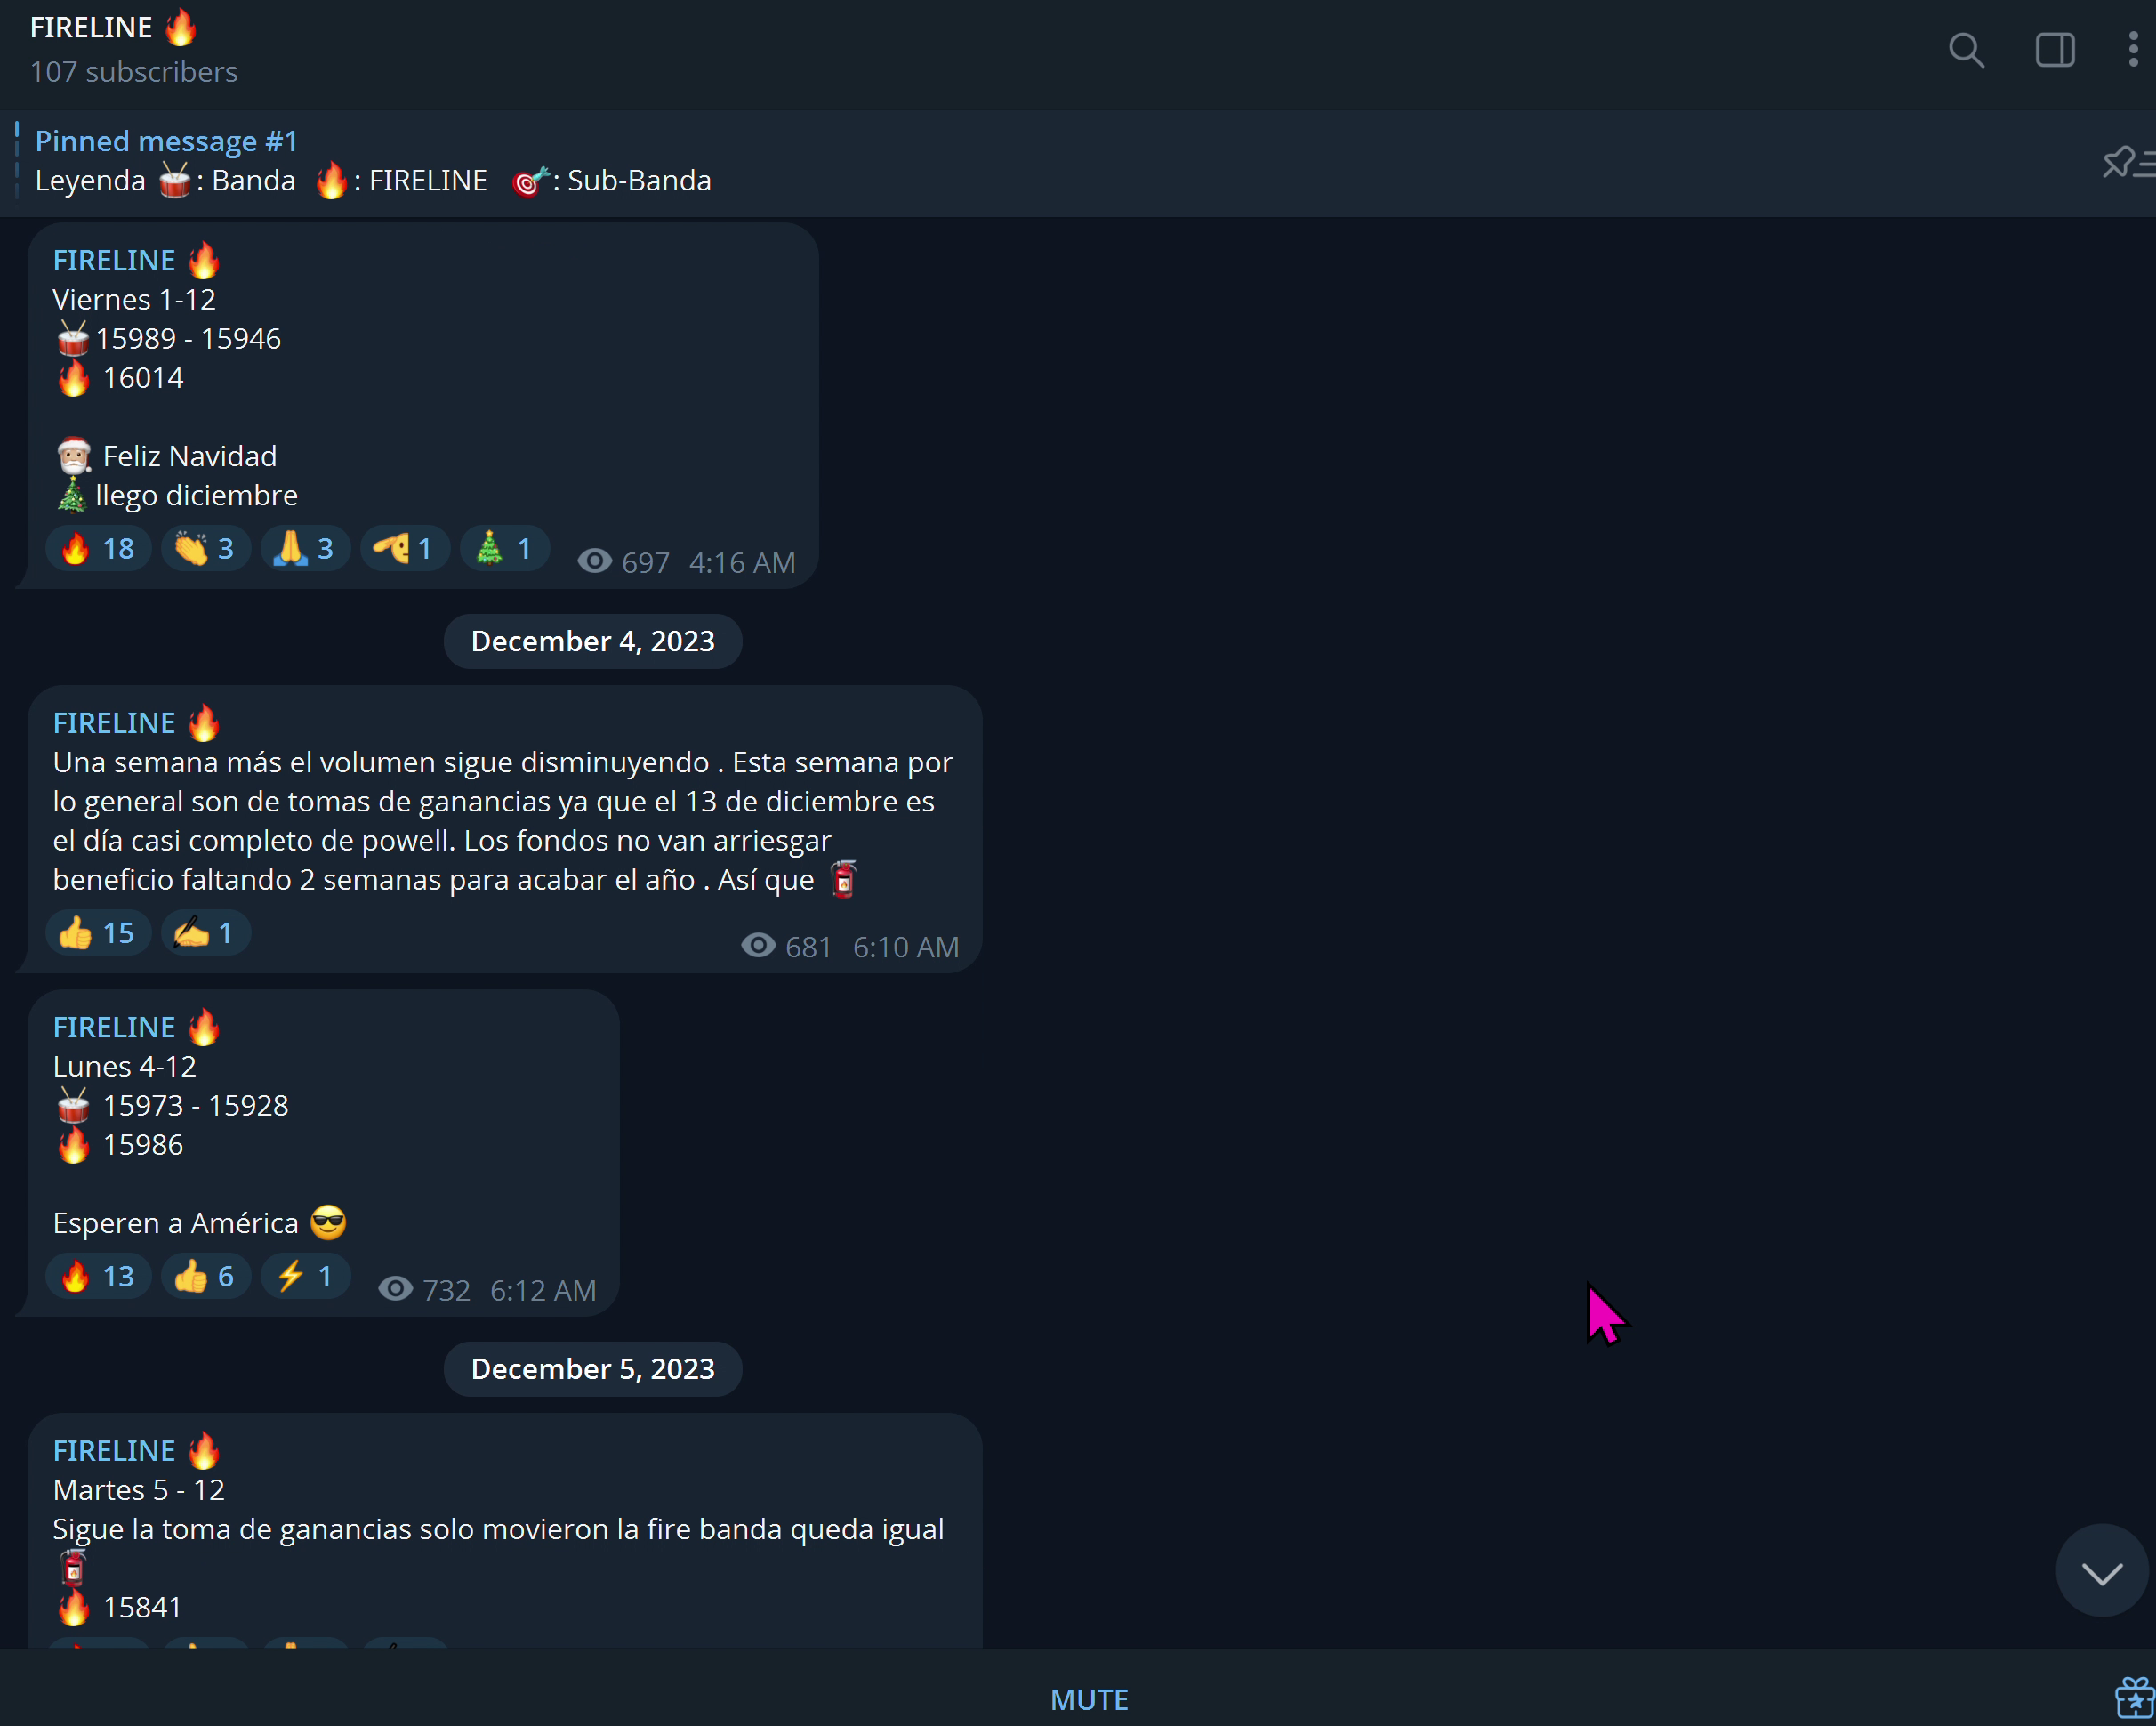 FIRELINE 🔥
107 subscribers
Pinned message #1
Leyenda 🥁: Banda 🔥: FIRELINE 🎯: Sub-Banda
FIRELINE 🔥
Viernes 1-12
🥁15989 - 15946
🔥 16014
🎅🏼 Feliz Navidad
🎄llego diciembre
🔥 18 👏 3 🙏 3 🫡 1 🎄 1 697 4:16 AM
December 4, 2023
FIRELINE 🔥
Una semana más el volumen sigue disminuyendo . Esta semana por
lo general son de tomas de ganancias ya que el 13 de diciembre es
el día casi completo de powell. Los fondos no van arriesgar
beneficio faltando 2 semanas para acabar el año . Así que 🧯
👍 15 ✍ 1 681 6:10 AM
FIRELINE 🔥
Lunes 4-12
🥁 15973 - 15928
🔥 15986
Esperen a América 😎
🔥 13 👍 6 ⚡ 1 732 6:12 AM
December 5, 2023
FIRELINE 🔥
Martes 5 - 12
Sigue la toma de ganancias solo movieron la fire banda queda igual
🧯
🔥 15841
MUTE